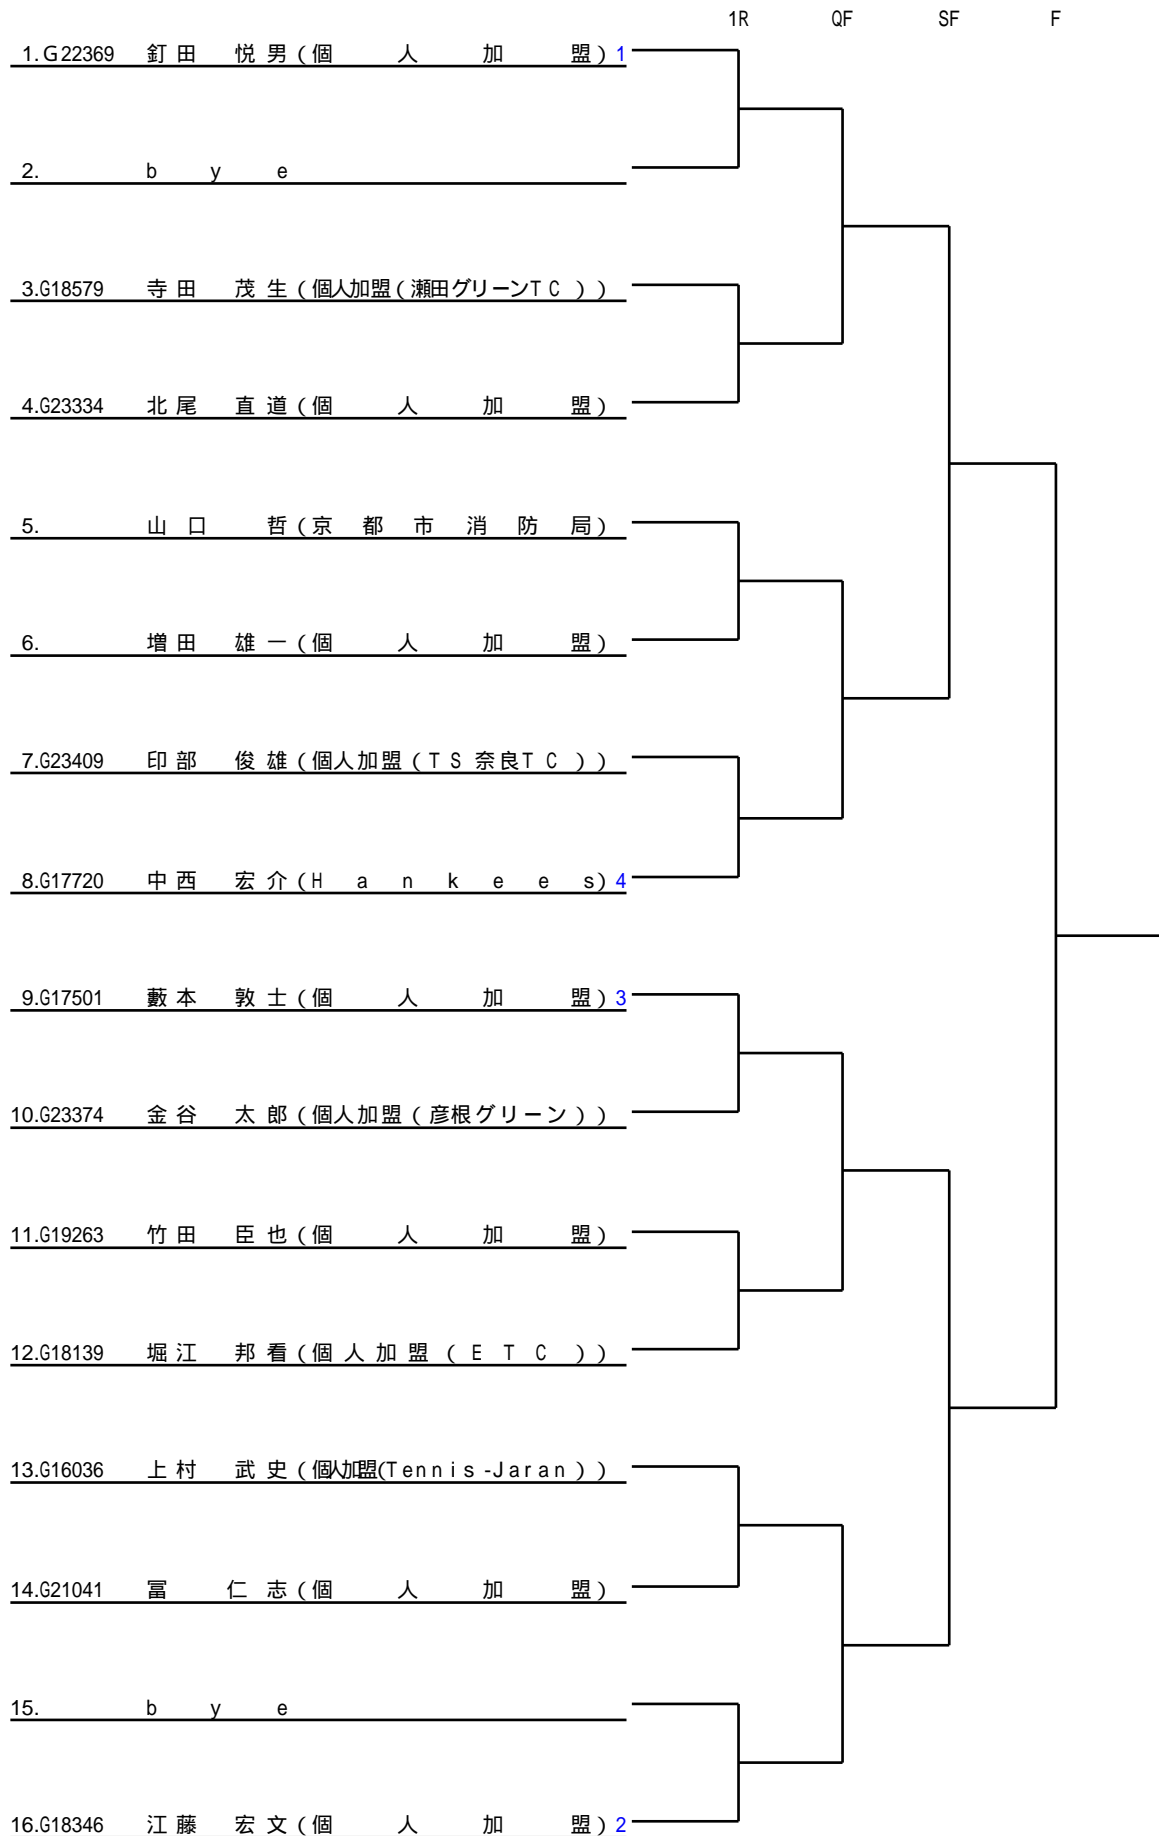 1R QF SF F
1. G22369 釘田 悦男(個人加盟) 1
2. bye
3.G18579 寺田 茂生(個人加盟(瀬田グリーンTC))
4.G23334 北尾 直道(個人加盟)
5. 山口 哲(京都市消防局)
6. 増田 雄一(個人加盟)
7.G23409 印部 俊雄(個人加盟(TS奈良TC))
8.G17720 中西 宏介(Hankees) 4
9.G17501 藪本 敦士(個人加盟) 3
10.G23374 金谷 太郎(個人加盟(彦根グリーン))
11.G19263 竹田 臣也(個人加盟)
12.G18139 堀江 邦看(個人加盟(ETC))
13.G16036 上村 武史(個人加盟(Tennis-Jaran))
14.G21041 冨 仁志(個人加盟)
15. bye
16.G18346 江藤 宏文(個人加盟) 2